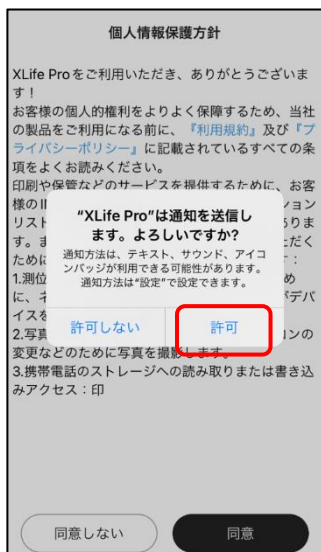 個人情報保護方針
XLife Proをご利用いただき、ありがとうございま
す！
お客様の個人的権利をよりよく保障するため、当社
の製品をご利用になる前に、『利用規約』及び『プ
ライバシーポリシー』に記載されているすべての条
項をよくお読みください。
印刷や保管などのサービスを提供するために、お客
様の
ション
リスト
ありま
す。
ただく
ために
“XLife Pro”は通知を送信し
ます。よろしいですか?
通知方法は、テキスト、サウンド、アイコ
ンバッジが利用できる可能性があります。
通知方法は“設定”で設定できます。
許可しない
許可
1.測位
め
に、
デバ
イスを
2.写真
ンの
変更などのために写真を撮影します。
3.携帯電話のストレージへの読み取りまたは書き込
みアクセス：印
同意しない
同意